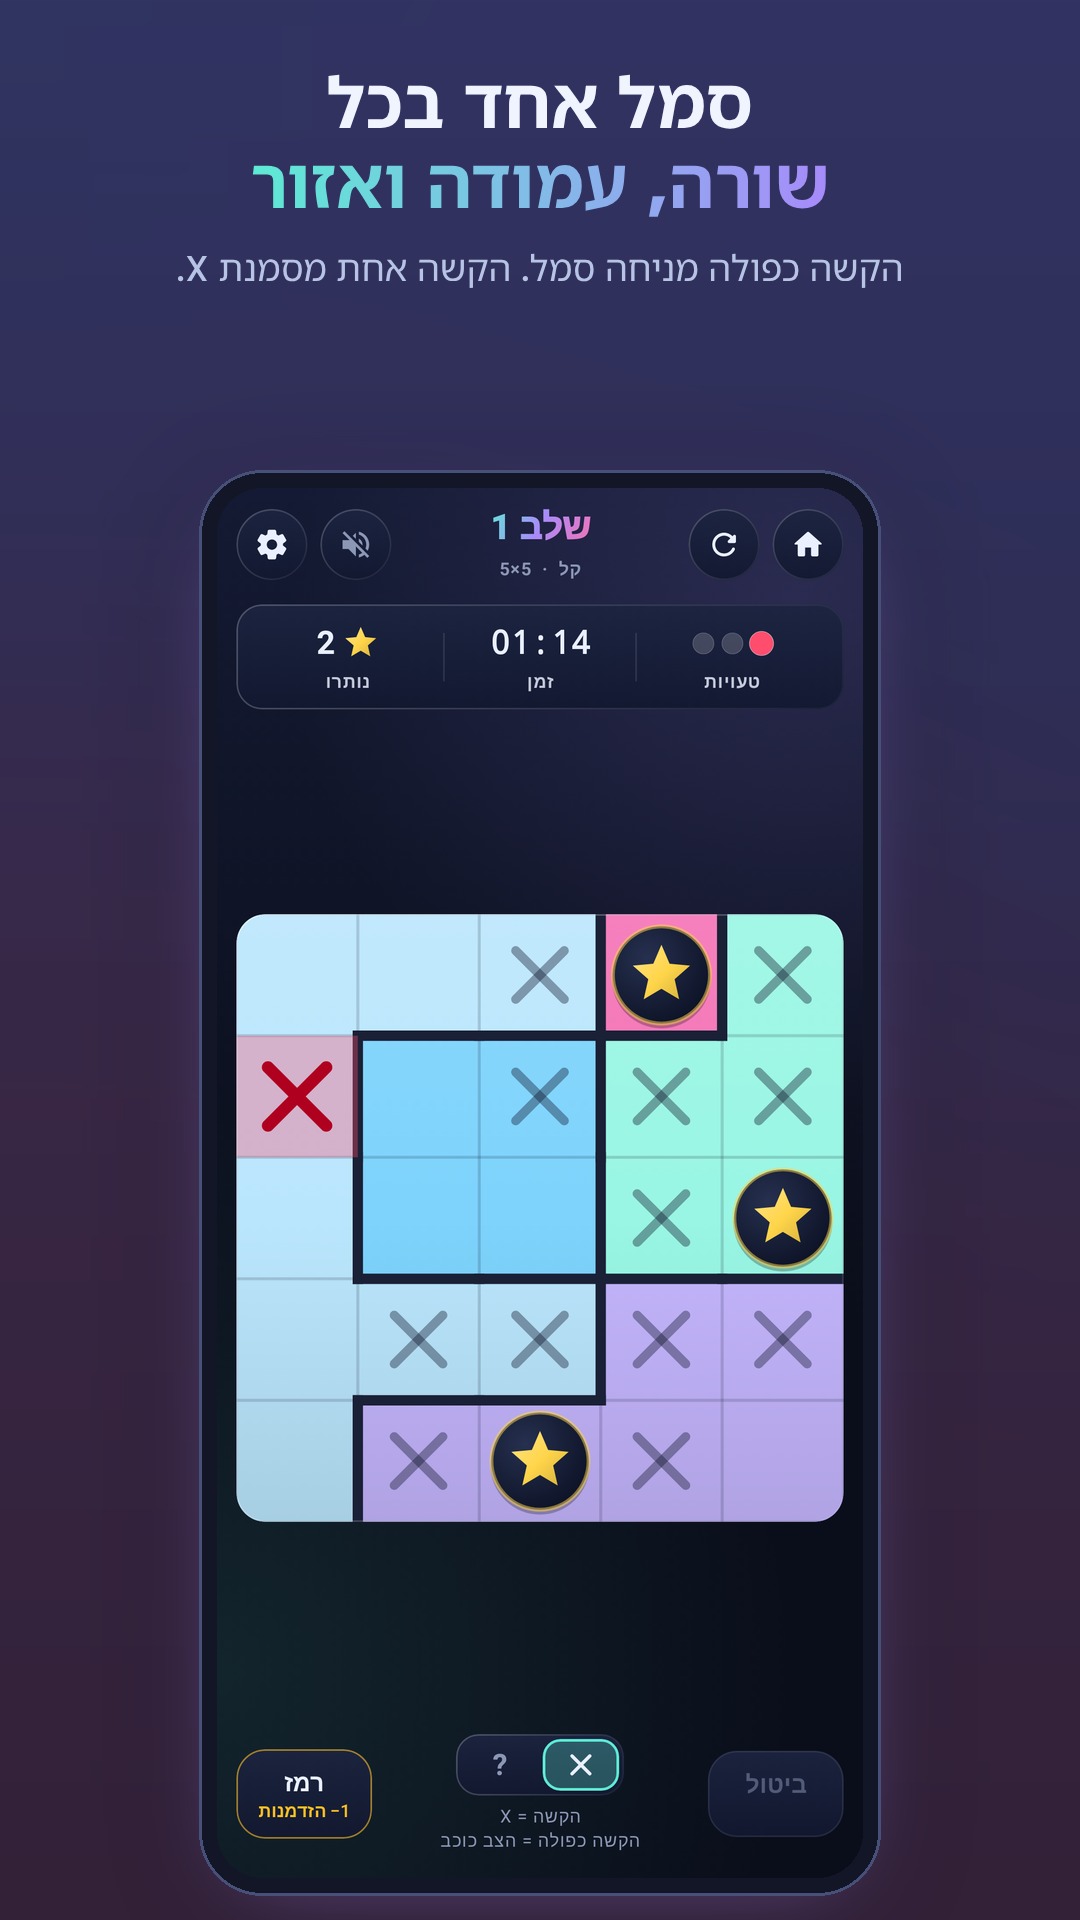 סמל אחד בכל
שורה, עמודה ואזור
הקשה כפולה מניחה סמל. הקשה אחת מסמנת X.
שלב 1
קל · 5×5
2
01:14
נותרו
זמן
טעויות
?
רמז
1− הזדמנות
ביטול
הקשה = X
הקשה כפולה = הצב כוכב